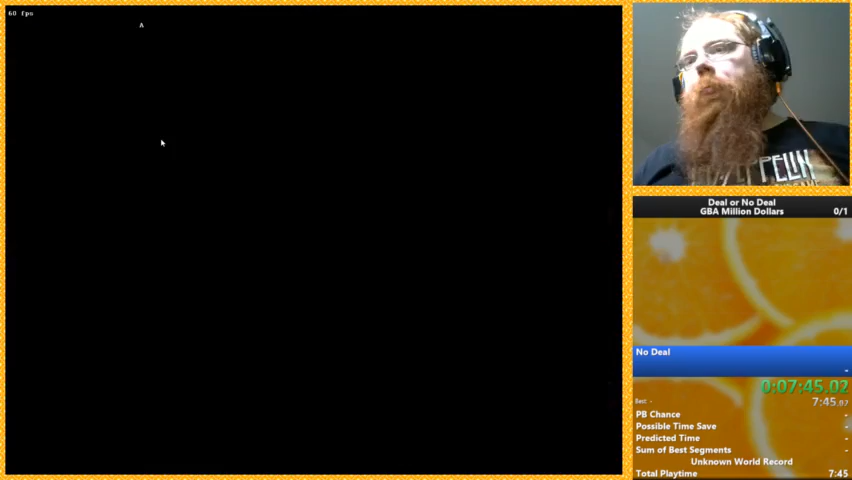 60 fps
A
ZEPPELIN
Deal or No Deal
GBA Million Dollars 0/1
No Deal
-
0:07:45.02
Best: - 7:45.02
PB Chance -
Possible Time Save -
Predicted Time -
Sum of Best Segments -
Unknown World Record
Total Playtime 7:45